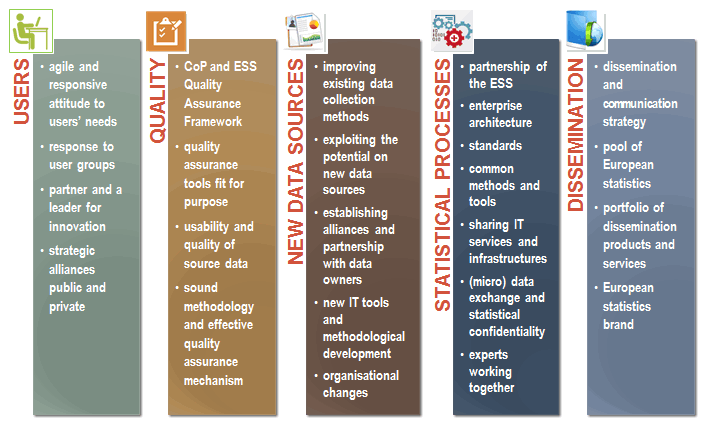 USERS
• agile and
responsive
attitude to
users' needs
• response to
user groups
• partner and a
leader for
innovation
• strategic
alliances
public and
private
QUALITY
• CoP and ESS
Quality
Assurance
Framework
• quality
assurance
tools fit for
purpose
• usability and
quality of
source data
• sound
methodology
and effective
quality
assurance
mechanism
NEW DATA SOURCES
• improving
existing data
collection
methods
• exploiting the
potential on
new data
sources
• establishing
alliances and
partnership
with data
owners
• new IT tools
and
methodological
development
• organisational
changes
STATISTICAL PROCESSES
• partnership of
the ESS
• enterprise
architecture
• standards
• common
methods and
tools
• sharing IT
services and
infrastructures
• (micro) data
exchange and
statistical
confidentiality
• experts
working
together
DISSEMINATION
• dissemination
and
communication
strategy
• pool of
European
statistics
• portfolio of
dissemination
products and
services
• European
statistics
brand